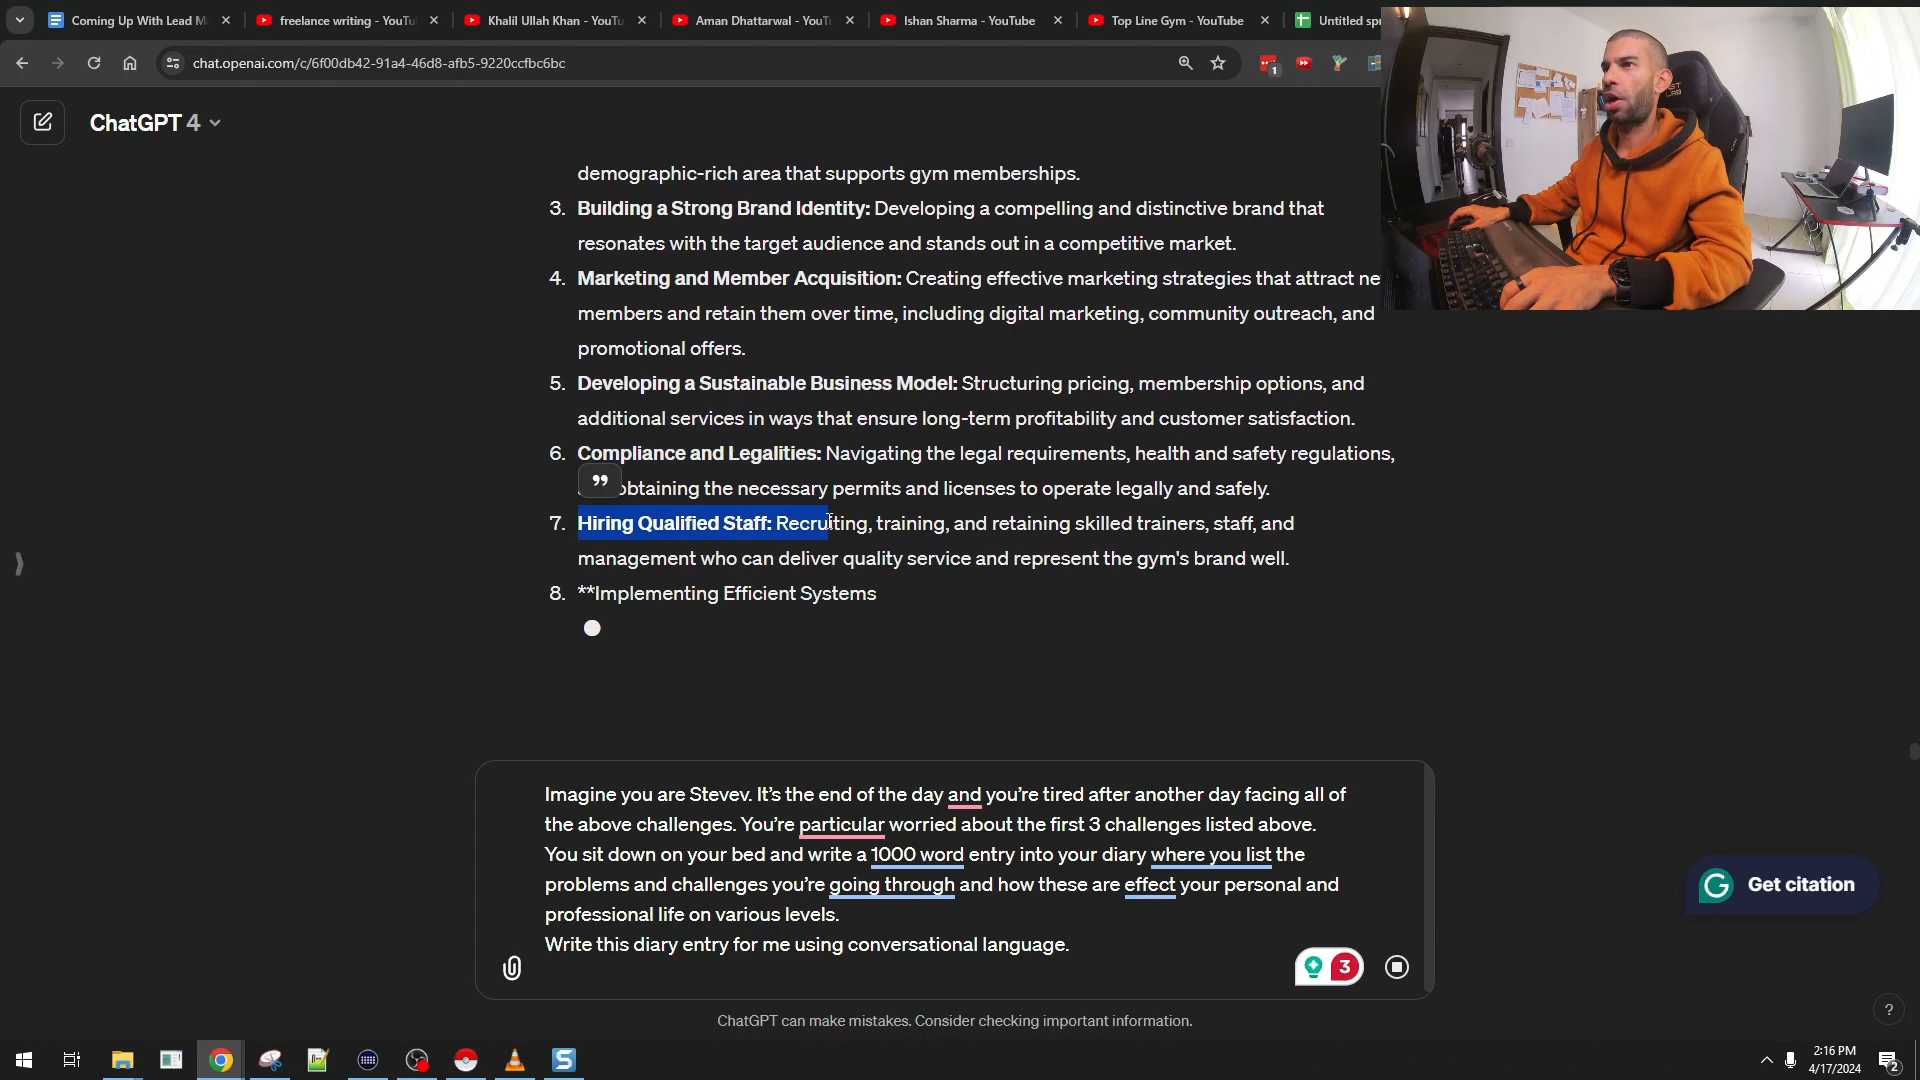 Coming Up With Lead M
freelance writing - YouTu
Khalil Ullah Khan - YouTu
Aman Dhattarwal - YouT
Ishan Sharma - YouTube
Top Line Gym - YouTube
Untitled spr
chat.openai.com/c/6f00db42-91a4-46d8-afb5-9220ccfbc6bc
1
ChatGPT 4
demographic-rich area that supports gym memberships.
3. Building a Strong Brand Identity: Developing a compelling and distinctive brand that
resonates with the target audience and stands out in a competitive market.
4. Marketing and Member Acquisition: Creating effective marketing strategies that attract ne
members and retain them over time, including digital marketing, community outreach, and
promotional offers.
5. Developing a Sustainable Business Model: Structuring pricing, membership options, and
additional services in ways that ensure long-term profitability and customer satisfaction.
6. Compliance and Legalities: Navigating the legal requirements, health and safety regulations,
obtaining the necessary permits and licenses to operate legally and safely.
7. Hiring Qualified Staff: Recruiting, training, and retaining skilled trainers, staff, and
management who can deliver quality service and represent the gym's brand well.
8. **Implementing Efficient Systems
Imagine you are Stevev. It's the end of the day and you're tired after another day facing all of
the above challenges. You're particular worried about the first 3 challenges listed above.
You sit down on your bed and write a 1000 word entry into your diary where you list the
problems and challenges you're going through and how these are effect your personal and
professional life on various levels.
Write this diary entry for me using conversational language.
3
Get citation
ChatGPT can make mistakes. Consider checking important information.
?
2:16 PM
4/17/2024
2